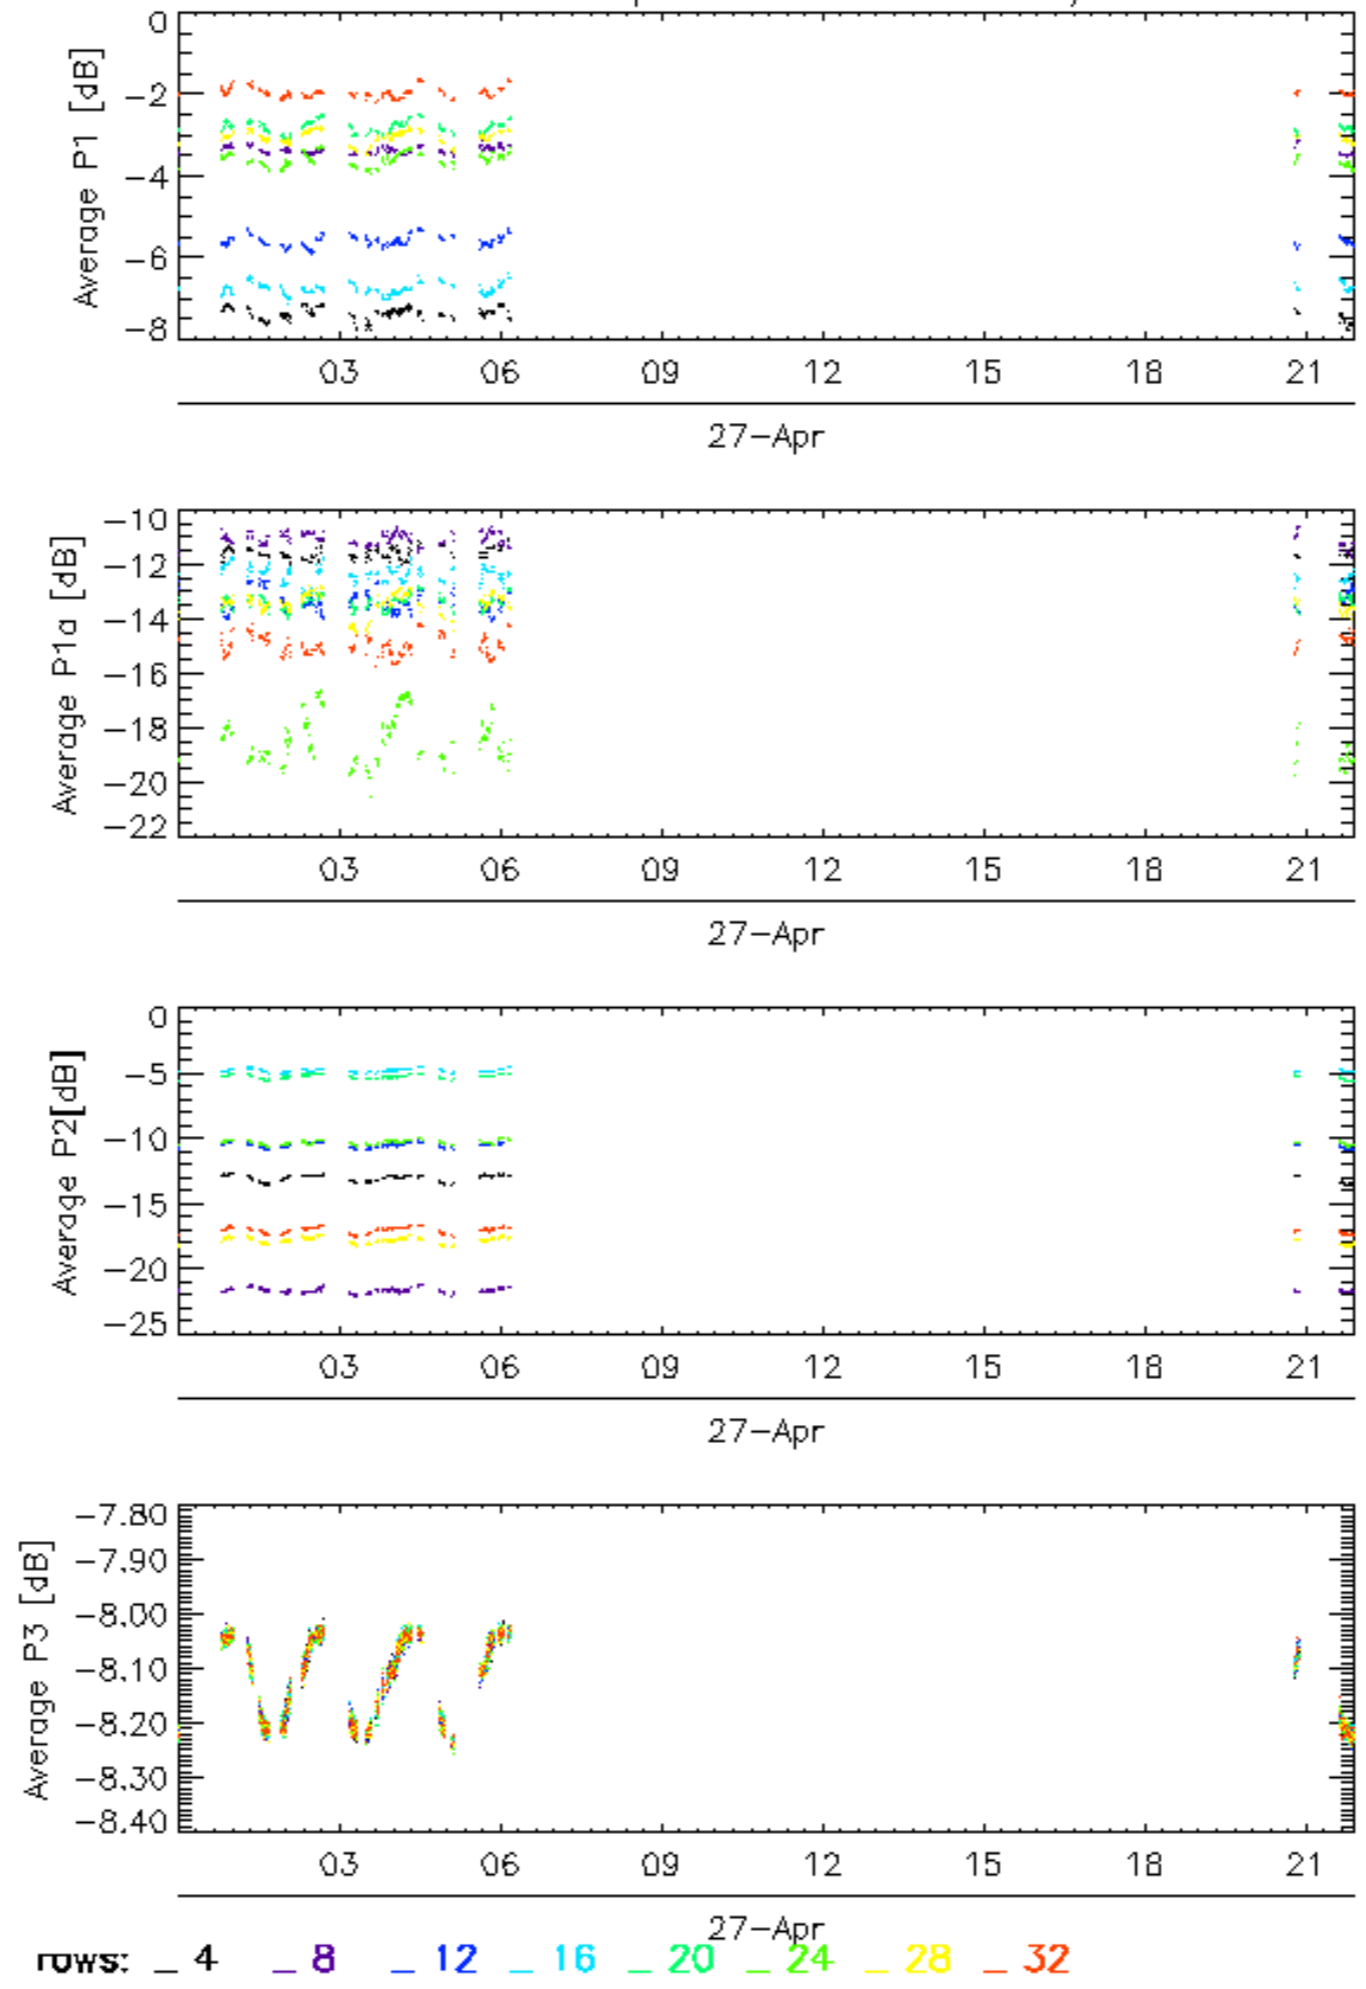 0
-2
-4
-6
-8
Average P1 [dB]
03 06 09 12 15 18 21
27-Apr
-10
-12
-14
-16
-18
-20
-22
Average P1a [dB]
03 06 09 12 15 18 21
27-Apr
0
-5
-10
-15
-20
-25
Average P2[dB]
03 06 09 12 15 18 21
27-Apr
-7.80
-7.90
-8.00
-8.10
-8.20
-8.30
-8.40
Average P3 [dB]
03 06 09 12 15 18 21
27-Apr
rows: _ 4 _ 8 _ 12 _ 16 _ 20 _ 24 _ 28 _ 32